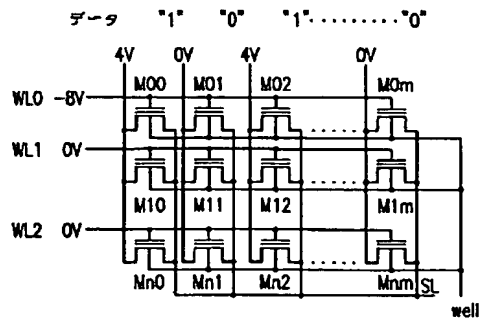 データ "1" "0" "1"·········"0"
4V 0V 4V 0V
M00 M01 M02 M0m
WL0 -8V
WL1 0V
M10 M11 M12 M1m
WL2 0V
Mn0 Mn1 Mn2 Mnm
SL
well